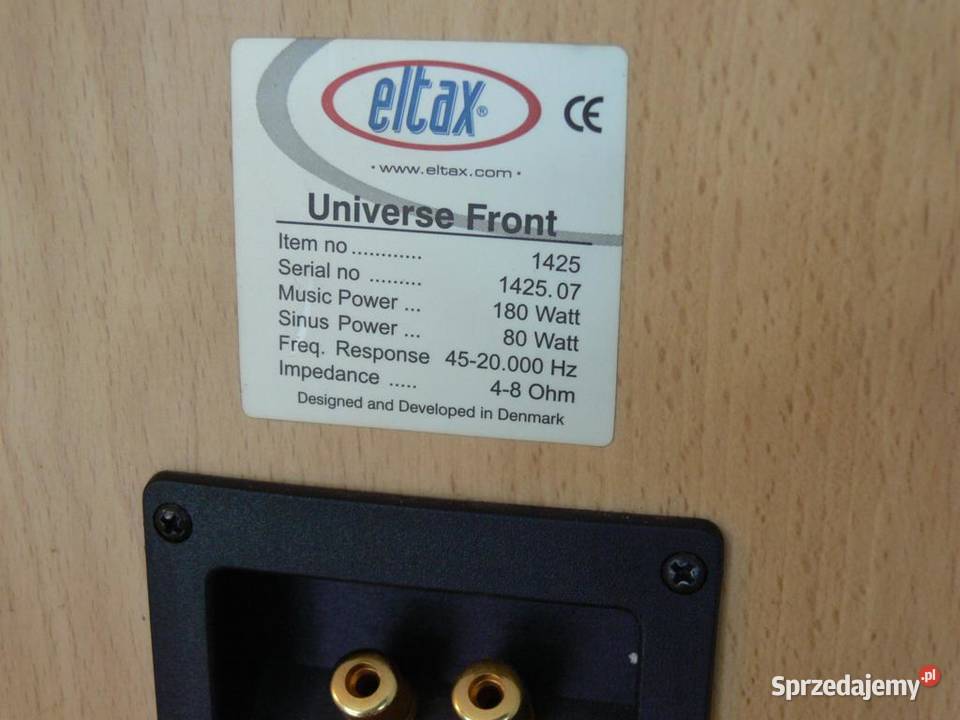 eltax®
CE
· www.eltax.com ·
Universe Front
Item no ............ 1425
Serial no ......... 1425.07
Music Power ... 180 Watt
Sinus Power ... 80 Watt
Freq. Response 45-20.000 Hz
Impedance ..... 4-8 Ohm
Designed and Developed in Denmark
Sprzedajemy.pl